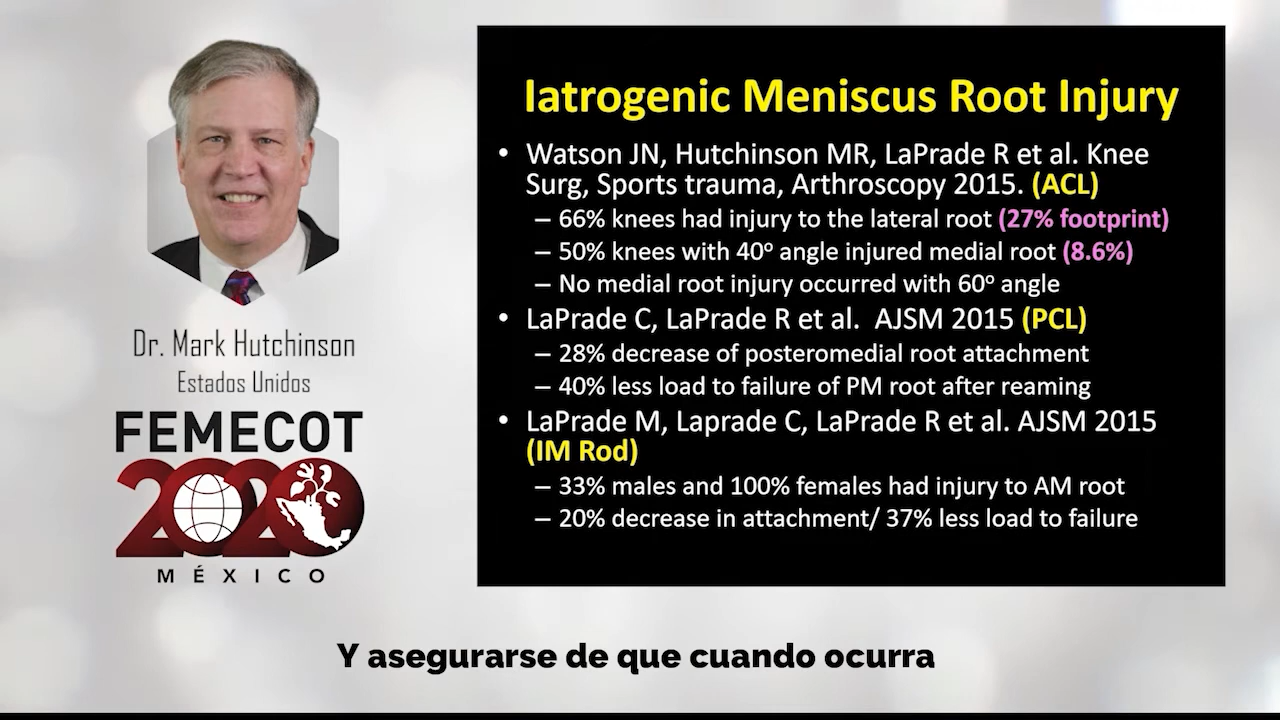 Iatrogenic Meniscus Root Injury
• Watson JN, Hutchinson MR, LaPrade R et al. Knee
Surg, Sports trauma, Arthroscopy 2015. (ACL)
– 66% knees had injury to the lateral root (27% footprint)
– 50% knees with 40º angle injured medial root (8.6%)
– No medial root injury occurred with 60º angle
• LaPrade C, LaPrade R et al. AJSM 2015 (PCL)
– 28% decrease of posteromedial root attachment
– 40% less load to failure of PM root after reaming
• LaPrade M, Laprade C, LaPrade R et al. AJSM 2015
(IM Rod)
– 33% males and 100% females had injury to AM root
– 20% decrease in attachment/ 37% less load to failure
Dr. Mark Hutchinson
Estados Unidos
FEMECOT
2020
MÉXICO
Y asegurarse de que cuando ocurra